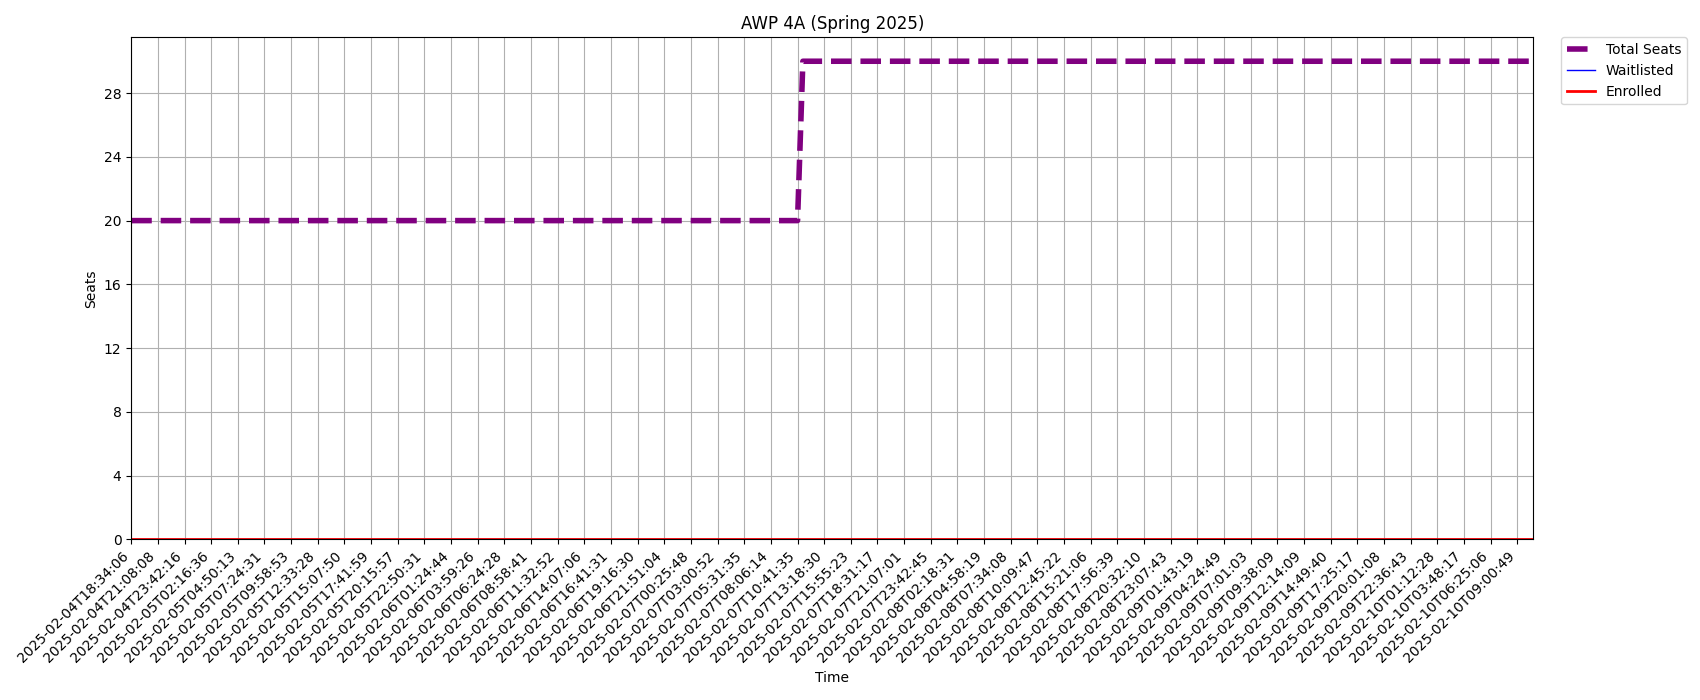 AWP 4A (Spring 2025)
Total Seats
Waitlisted
Enrolled
28
24
20
16
12
8
4
0
Seats
2025-02-04T18:34:06
2025-02-04T21:08:08
2025-02-04T23:42:16
2025-02-05T02:16:36
2025-02-05T04:50:13
2025-02-05T07:24:31
2025-02-05T09:58:53
2025-02-05T12:33:28
2025-02-05T15:07:50
2025-02-05T17:41:59
2025-02-05T20:15:57
2025-02-05T22:50:31
2025-02-06T01:24:44
2025-02-06T03:59:26
2025-02-06T06:24:28
2025-02-06T08:58:41
2025-02-06T11:32:52
2025-02-06T14:07:06
2025-02-06T16:41:31
2025-02-06T19:16:30
2025-02-06T21:51:04
2025-02-07T00:25:48
2025-02-07T03:00:52
2025-02-07T05:31:35
2025-02-07T08:06:14
2025-02-07T10:41:35
2025-02-07T13:18:30
2025-02-07T15:55:23
2025-02-07T18:31:17
2025-02-07T21:07:01
2025-02-07T23:42:45
2025-02-08T02:18:31
2025-02-08T04:58:19
2025-02-08T07:34:08
2025-02-08T10:09:47
2025-02-08T12:45:22
2025-02-08T15:21:06
2025-02-08T17:56:39
2025-02-08T20:32:10
2025-02-08T23:07:43
2025-02-09T01:43:19
2025-02-09T04:24:49
2025-02-09T07:01:03
2025-02-09T09:38:09
2025-02-09T12:14:09
2025-02-09T14:49:40
2025-02-09T17:25:17
2025-02-09T20:01:08
2025-02-09T22:36:43
2025-02-10T01:12:28
2025-02-10T03:48:17
2025-02-10T06:25:06
2025-02-10T09:00:49
Time